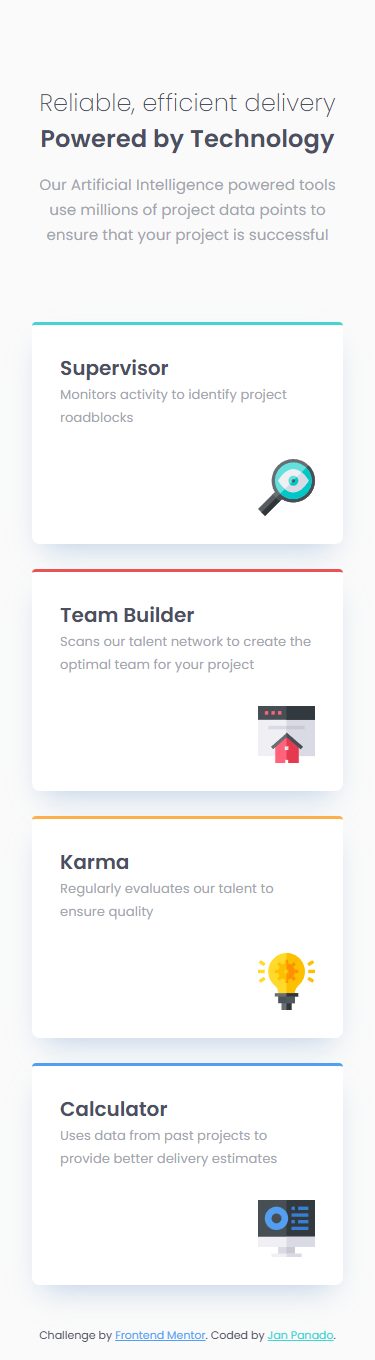 Reliable, efficient delivery
Powered by Technology
Our Artificial Intelligence powered tools
use millions of project data points to
ensure that your project is successful
Supervisor
Monitors activity to identify project
roadblocks
Team Builder
Scans our talent network to create the
optimal team for your project
Karma
Regularly evaluates our talent to
ensure quality
Calculator
Uses data from past projects to
provide better delivery estimates
Challenge by Frontend Mentor. Coded by Jan Panado.